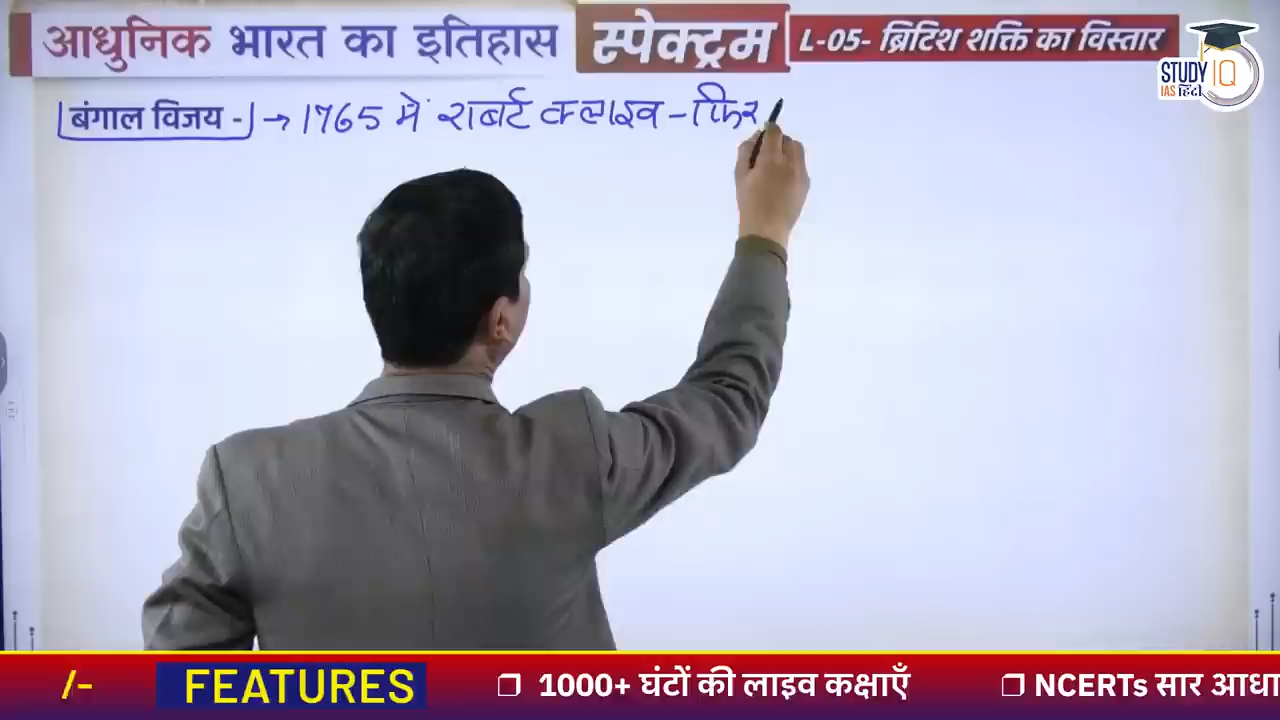 आधुनिक भारत का इतिहास स्पेक्ट्रम L-05- ब्रिटिश शक्ति का विस्तार
STUDY IQ
IAS हिंदी
बंगाल विजय - → 1765 में राबर्ट क्लाइव - फिर
/- FEATURES ❒ 1000+ घंटों की लाइव कक्षाएँ ❒ NCERTs सार आधा